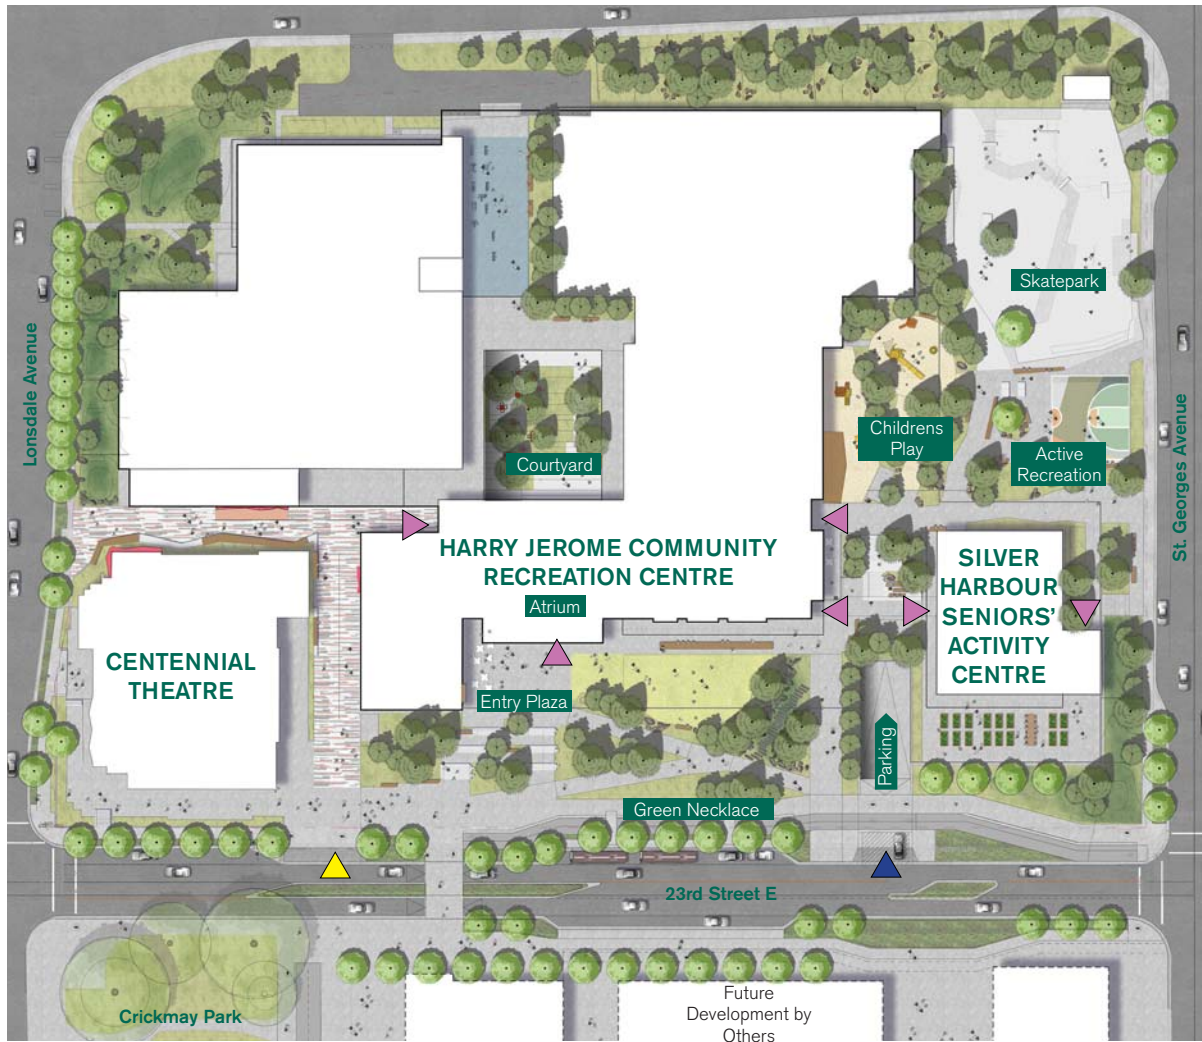 Lonsdale Avenue
Skatepark
St. Georges Avenue
Childrens
Play
Active
Recreation
Courtyard
HARRY JEROME COMMUNITY
RECREATION CENTRE
Atrium
SILVER
HARBOUR
SENIORS'
ACTIVITY
CENTRE
CENTENNIAL
THEATRE
Entry Plaza
Parking
Green Necklace
23rd Street E
Crickmay Park
Future
Development by
Others